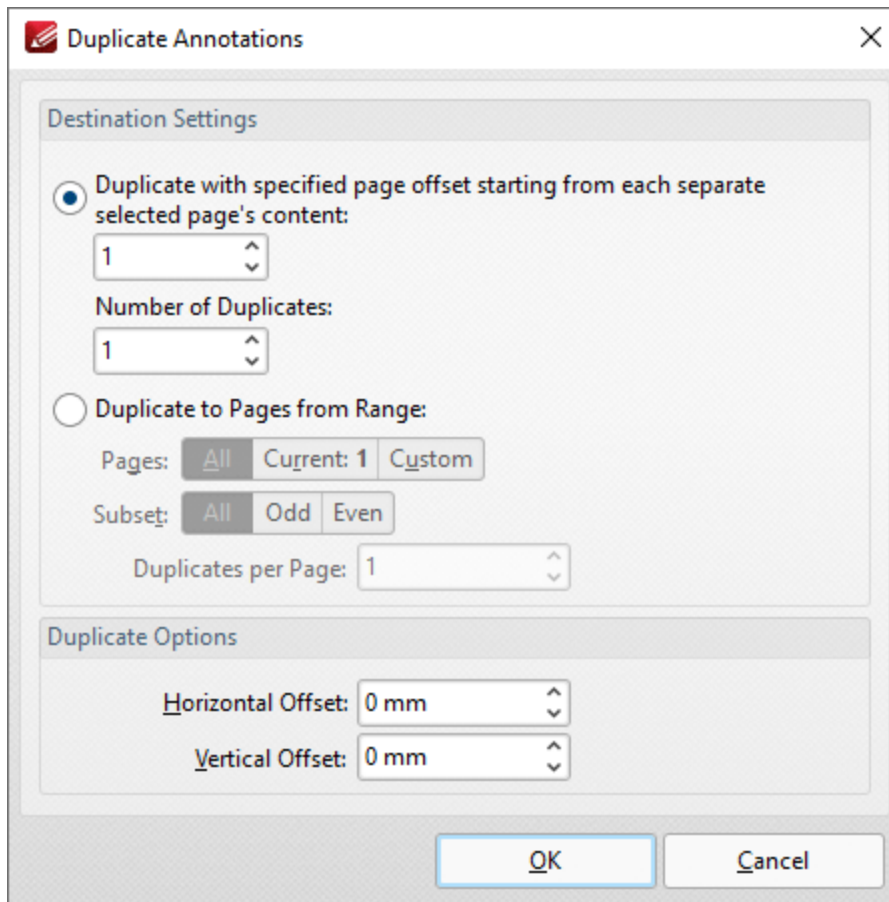 Duplicate Annotations
Destination Settings
Duplicate with specified page offset starting from each separate
selected page's content:
1
Number of Duplicates:
1
Duplicate to Pages from Range:
Pages: All Current: 1 Custom
Subset: All Odd Even
Duplicates per Page: 1
Duplicate Options
Horizontal Offset: 0 mm
Vertical Offset: 0 mm
OK Cancel